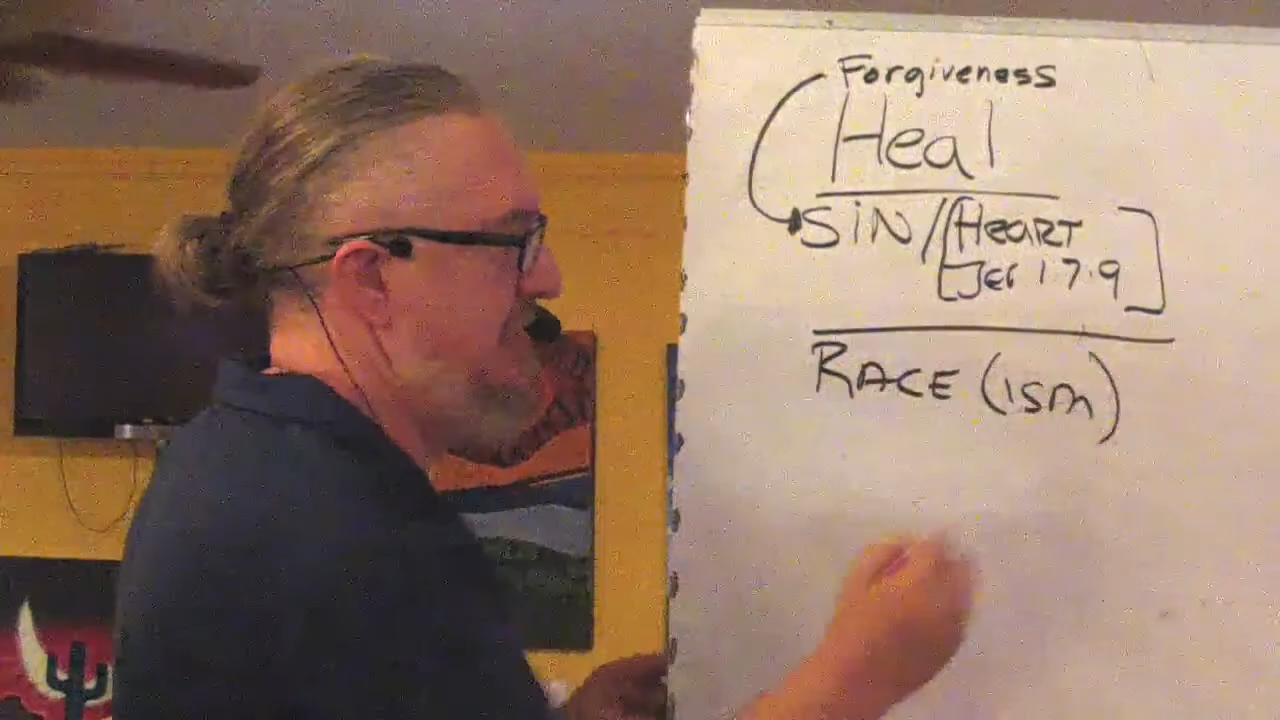 Forgiveness
Heal
SiN/[HeART
Jer 17.9]
RACE (ism)